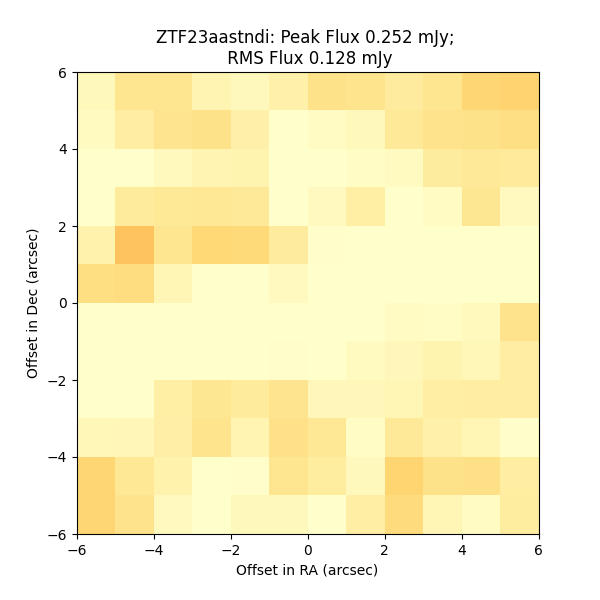 ZTF23aastndi: Peak Flux 0.252 mJy;
RMS Flux 0.128 mJy
6
4
2
0
−2
−4
−6
Offset in Dec (arcsec)
−6 −4 −2 0 2 4 6
Offset in RA (arcsec)